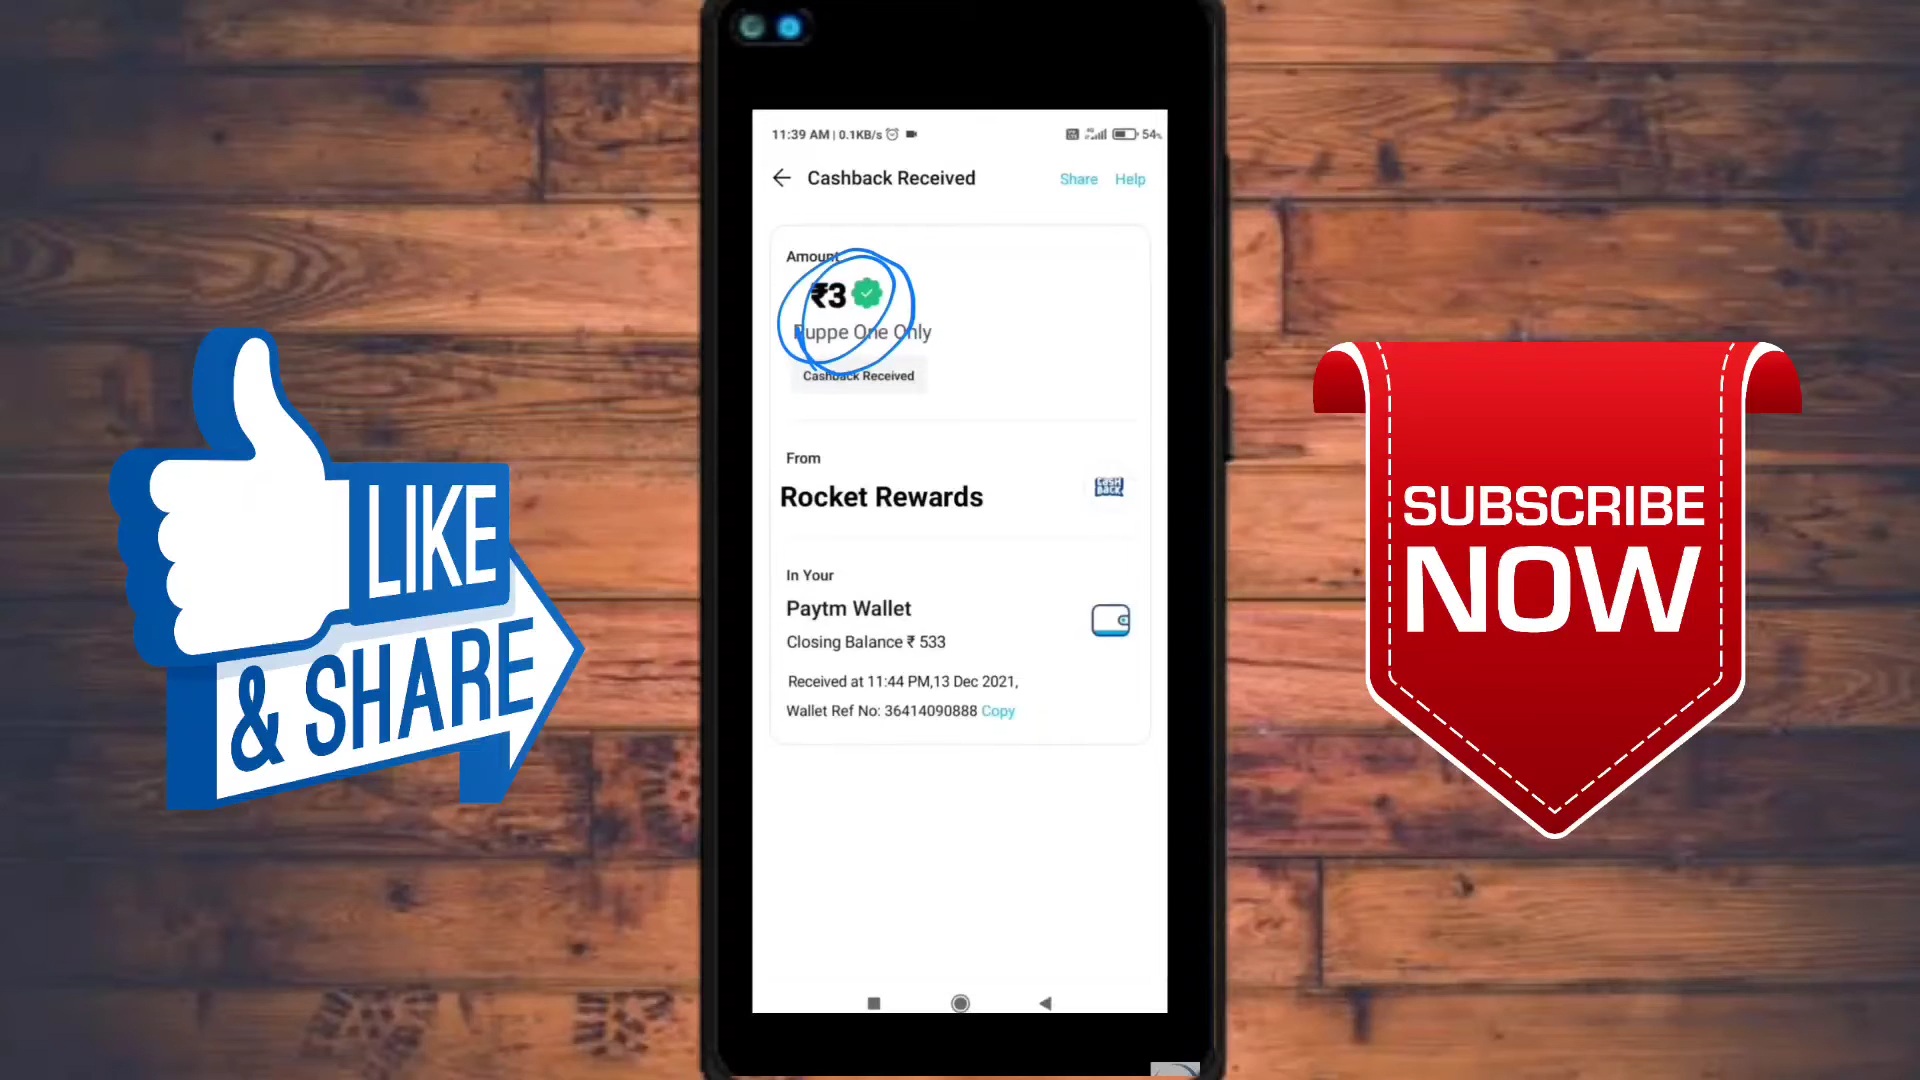 11:39 AM | 0.1KB/s
54%
Cashback Received
Share Help
Amount
₹3
Ruppe One Only
Cashback Received
From
Rocket Rewards
CASH
BACK
In Your
Paytm Wallet
Closing Balance ₹ 533
Received at 11:44 PM,13 Dec 2021,
Wallet Ref No: 36414090888 Copy
LIKE
& SHARE
SUBSCRIBE
NOW